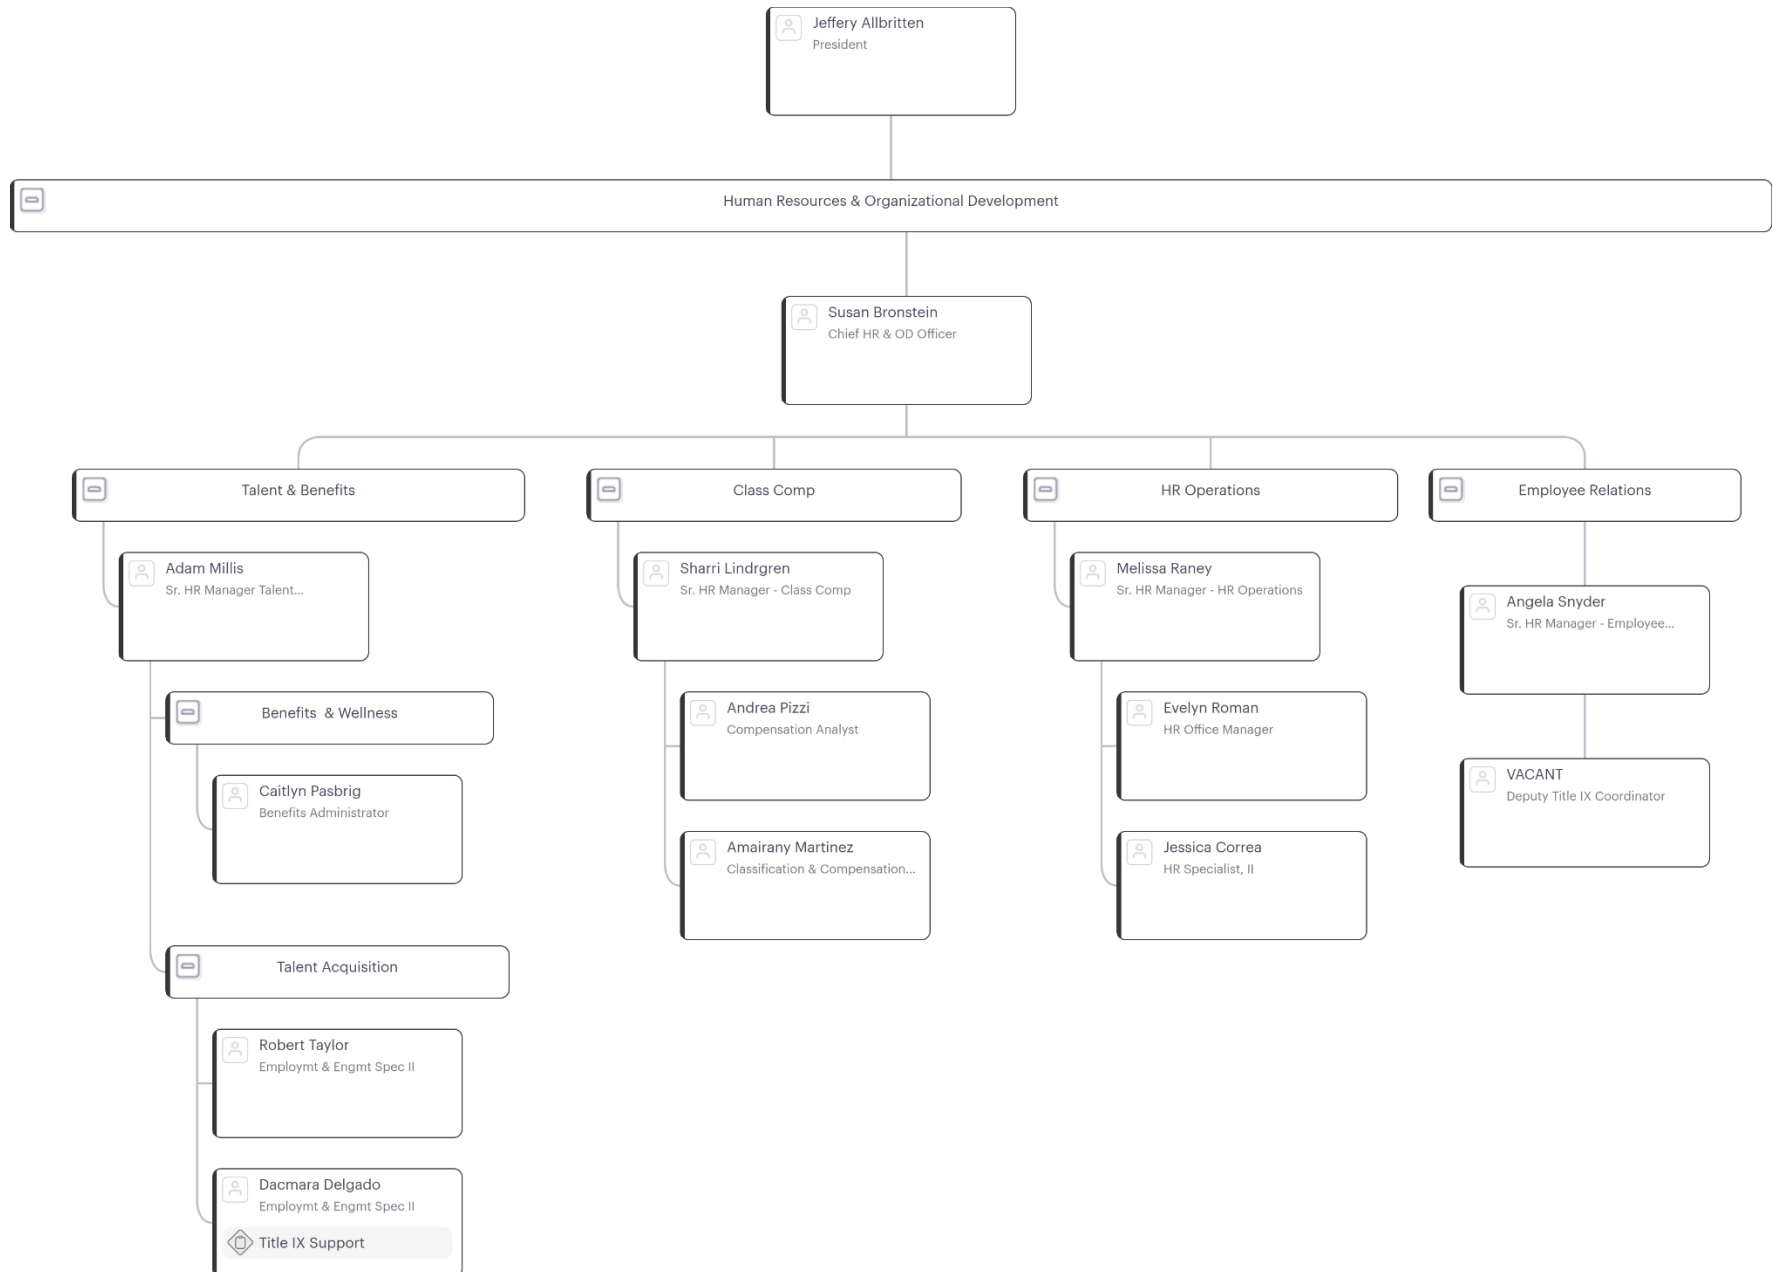 Jeffery Allbritten
President
Human Resources & Organizational Development
Susan Bronstein
Chief HR & OD Officer
Talent & Benefits
Adam Millis
Sr. HR Manager Talent...
Benefits & Wellness
Caitlyn Pasbrig
Benefits Administrator
Talent Acquisition
Robert Taylor
Employmt & Engmt Spec II
Dacmara Delgado
Employmt & Engmt Spec II
Title IX Support
Class Comp
Sharri Lindrgren
Sr. HR Manager - Class Comp
Andrea Pizzi
Compensation Analyst
Amairany Martinez
Classification & Compensation...
HR Operations
Melissa Raney
Sr. HR Manager - HR Operations
Evelyn Roman
HR Office Manager
Jessica Correa
HR Specialist, II
Employee Relations
Angela Snyder
Sr. HR Manager - Employee...
VACANT
Deputy Title IX Coordinator